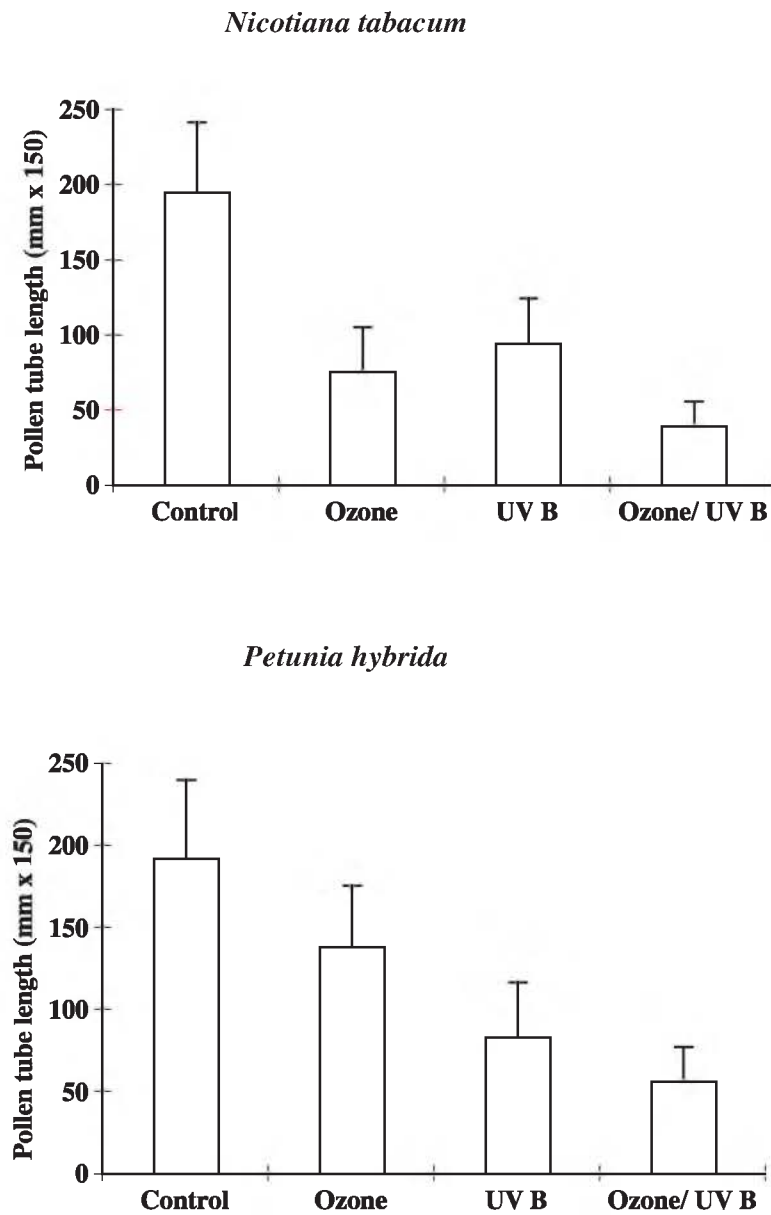 Nicotiana tabacum
Pollen tube length (mm x 150)
250
200
150
100
50
0
Control Ozone UV B Ozone/ UV B
Petunia hybrida
Pollen tube length (mm x 150)
250
200
150
100
50
0
Control Ozone UV B Ozone/ UV B